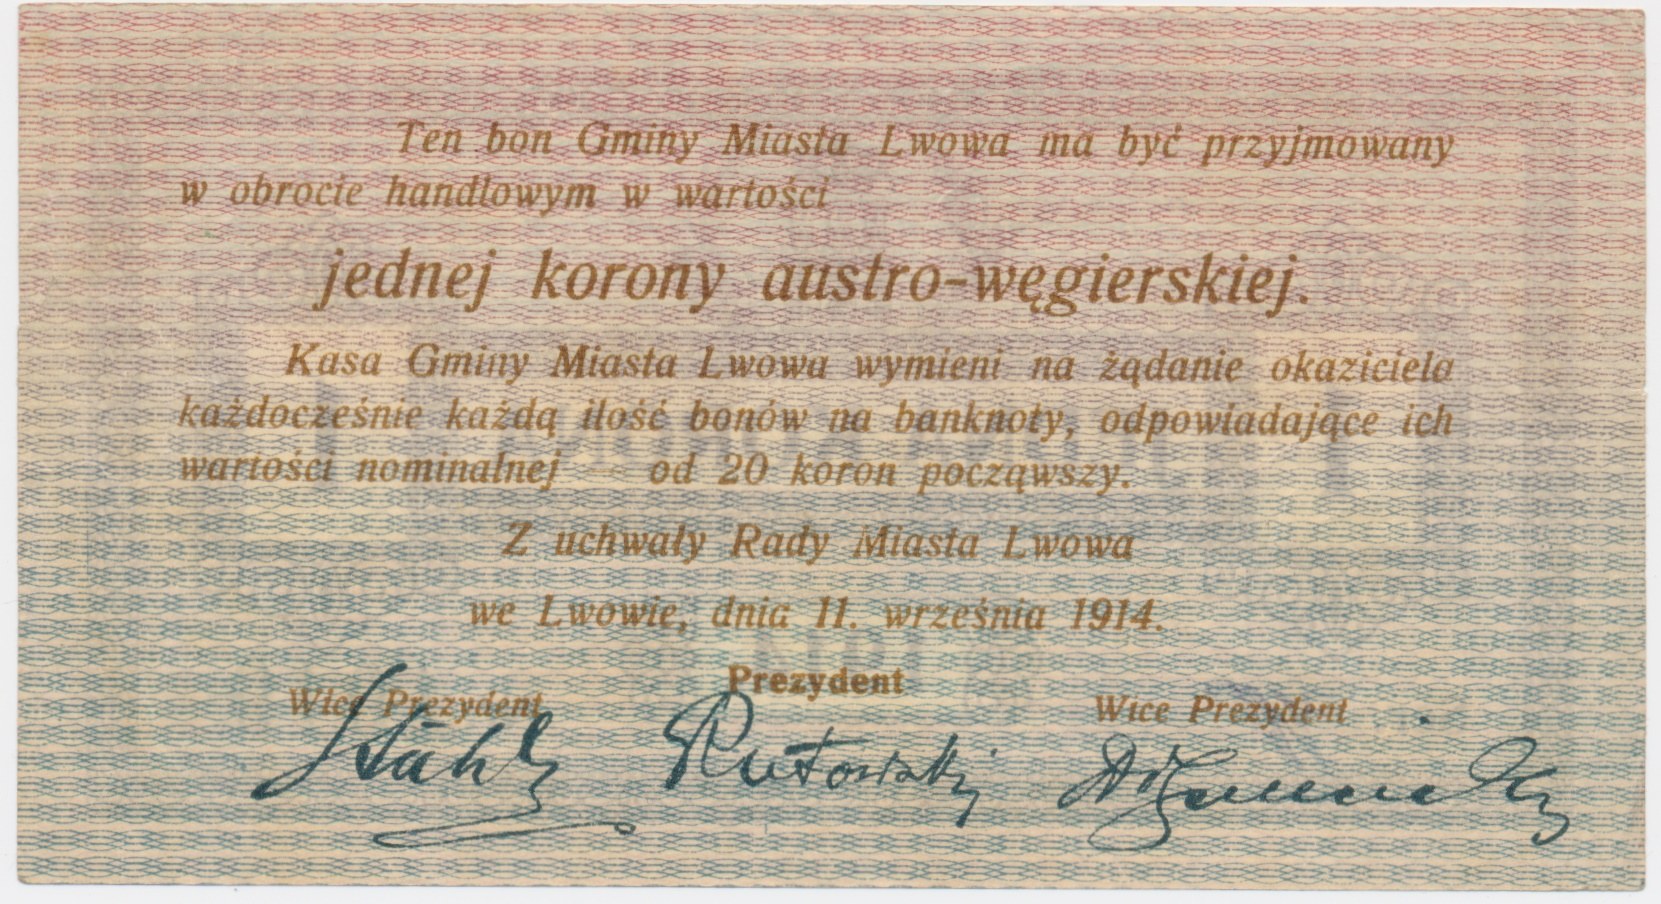 Ten bon Gminy Miasta Lwowa ma być przyjmowany
w obrocie handlowym w wartości
jednej korony austro-węgierskiej.
Kasa Gminy Miasta Lwowa wymieni na żądanie okaziciela
każdocześnie każdą ilość bonów na banknoty, odpowiadające ich
wartości nominalnej — od 20 koron począwszy.
Z uchwały Rady Miasta Lwowa
we Lwowie, dnia 11. września 1914.
Prezydent
Wice Prezydent Wice Prezydent
Stahl Rutowski